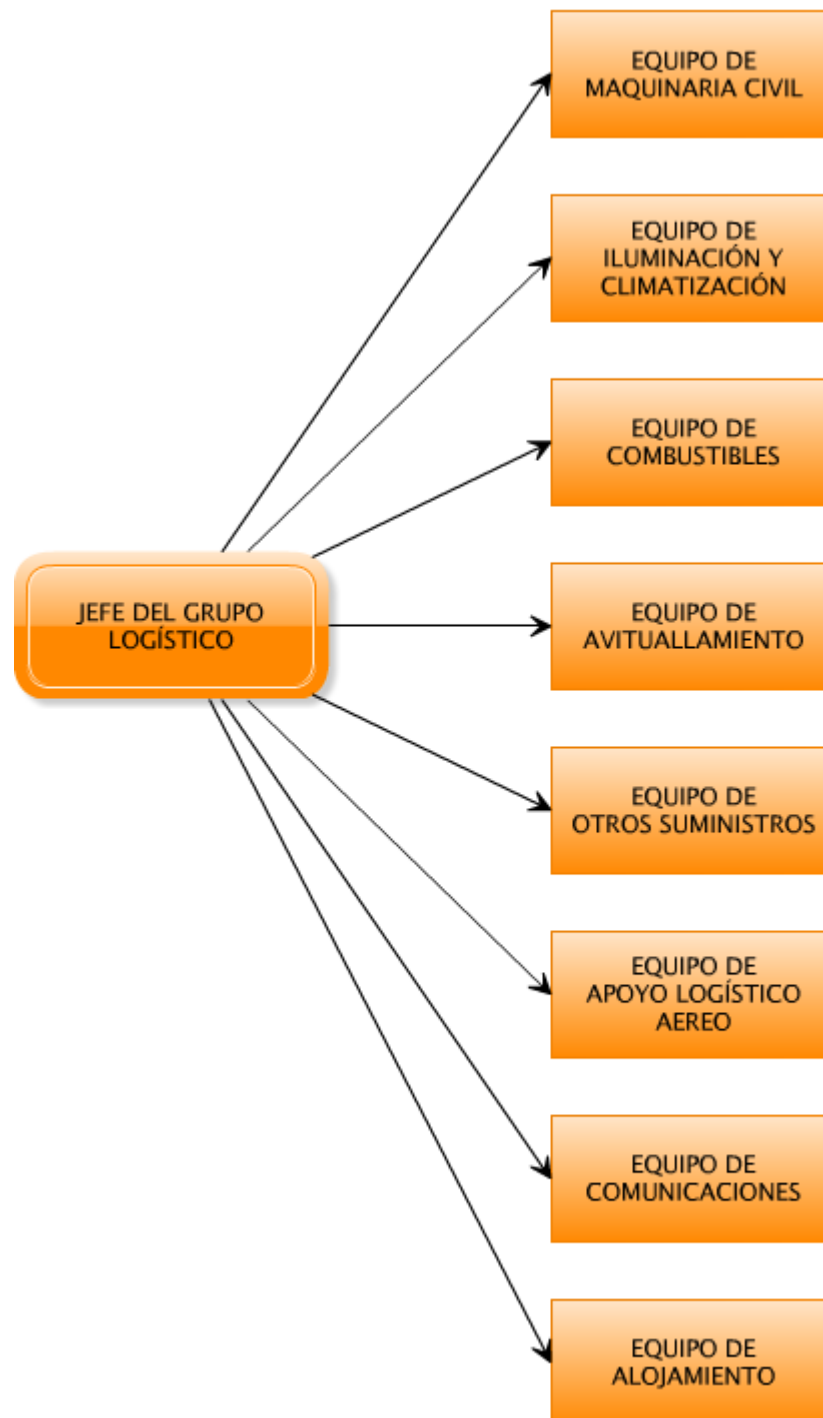 EQUIPO DE
MAQUINARIA CIVIL
EQUIPO DE
ILUMINACIÓN Y
CLIMATIZACIÓN
EQUIPO DE
COMBUSTIBLES
JEFE DEL GRUPO
LOGÍSTICO
EQUIPO DE
AVITUALLAMIENTO
EQUIPO DE
OTROS SUMINISTROS
EQUIPO DE
APOYO LOGÍSTICO
AEREO
EQUIPO DE
COMUNICACIONES
EQUIPO DE
ALOJAMIENTO